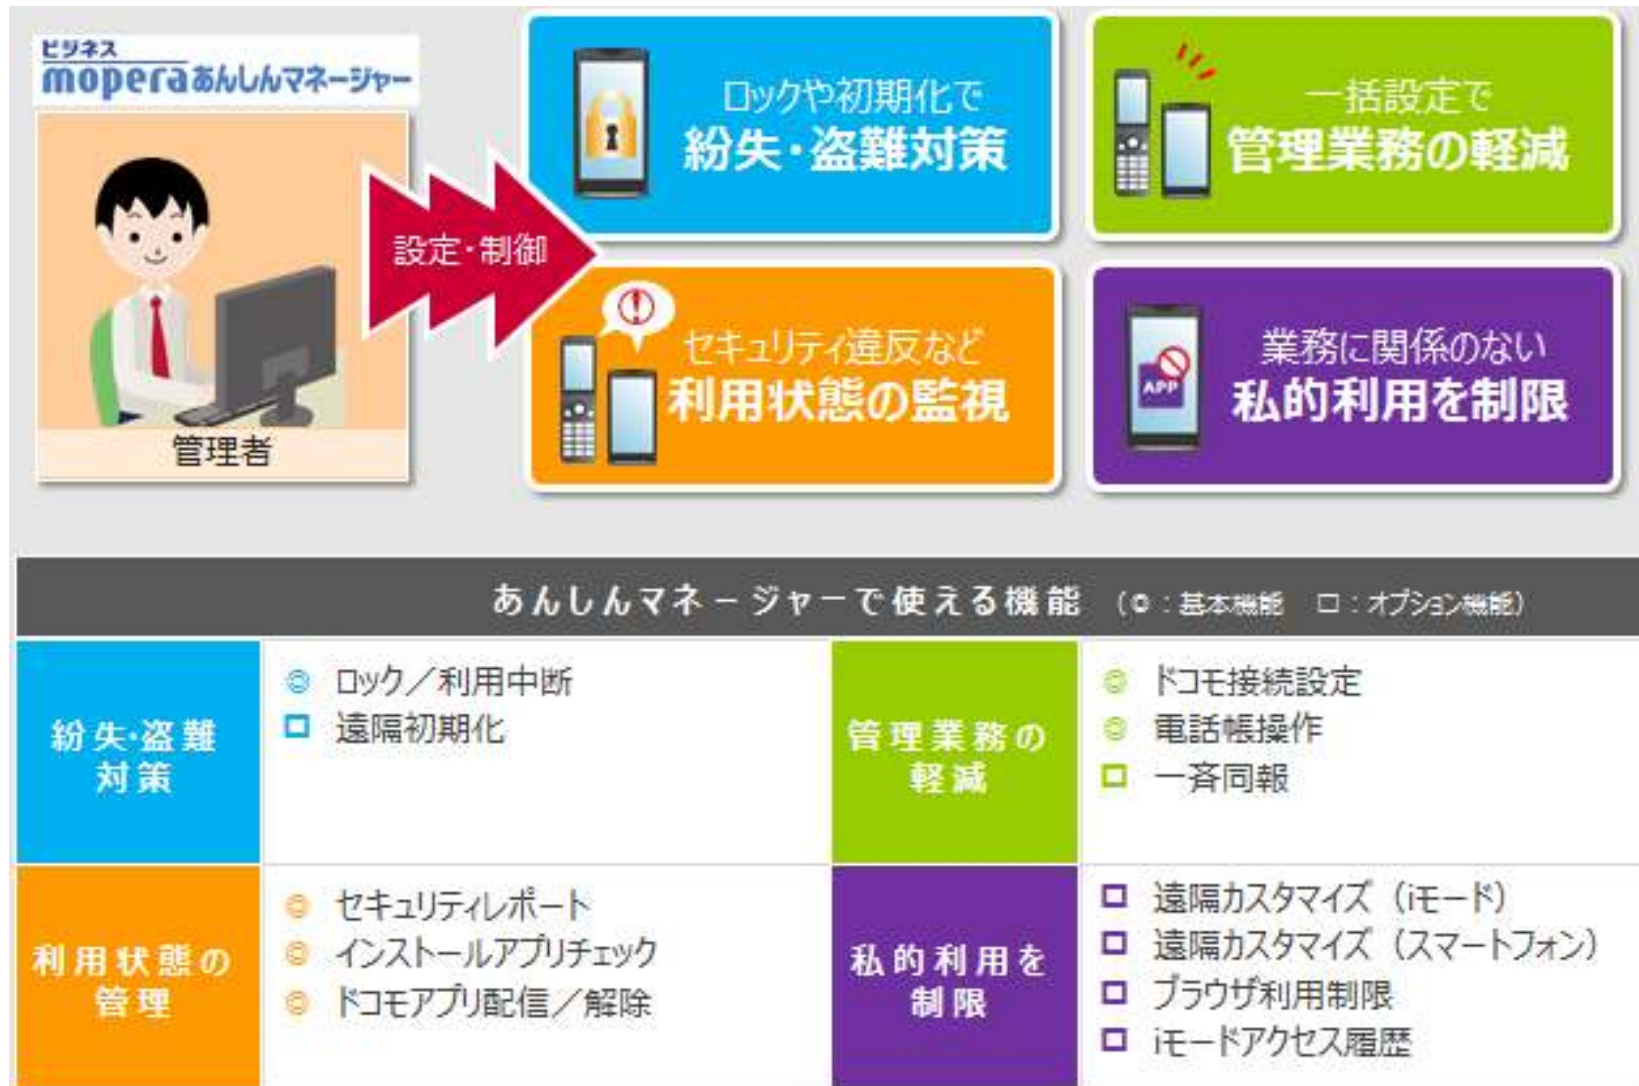 ビジネス
moperaあんしんマネージャー
管理者
設定・制御
ロックや初期化で
紛失・盗難対策
一括設定で
管理業務の軽減
セキュリティ違反など
利用状態の監視
APP
業務に関係のない
私的利用を制限
あんしんマネージャーで使える機能 （◎：基本機能 □：オプション機能）
紛失・盗難
対策
◎ ロック／利用中断
□ 遠隔初期化
管理業務の
軽減
◎ ドコモ接続設定
◎ 電話帳操作
□ 一斉同報
利用状態の
管理
◎ セキュリティレポート
◎ インストールアプリチェック
◎ ドコモアプリ配信／解除
私的利用を
制限
□ 遠隔カスタマイズ（iモード）
□ 遠隔カスタマイズ（スマートフォン）
□ ブラウザ利用制限
□ iモードアクセス履歴